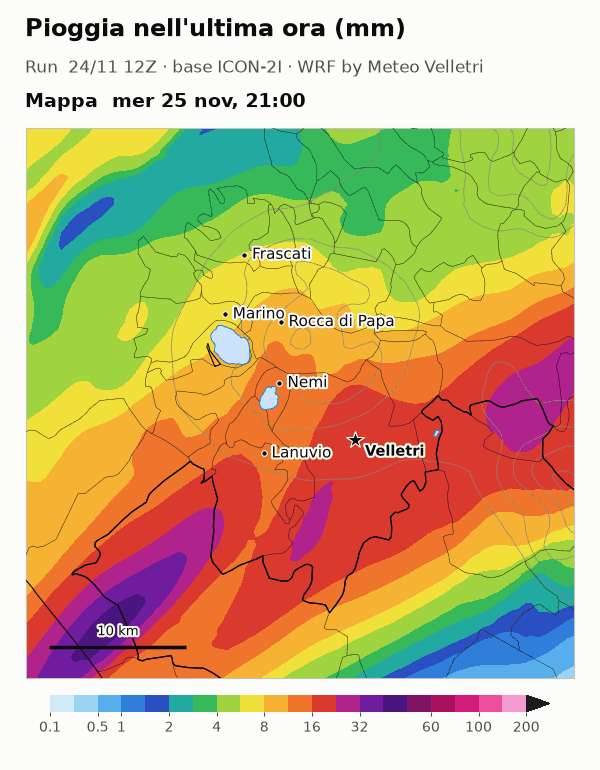 Pioggia nell'ultima ora (mm)
Run  24/11 12Z · base ICON-2I · WRF by Meteo Velletri
Mappa  mer 25 nov, 21:00
Frascati
Marino
Rocca di Papa
Nemi
Velletri
Lanuvio
10 km
0.1 0.5 1 2 4 8 16 32 60 100 200